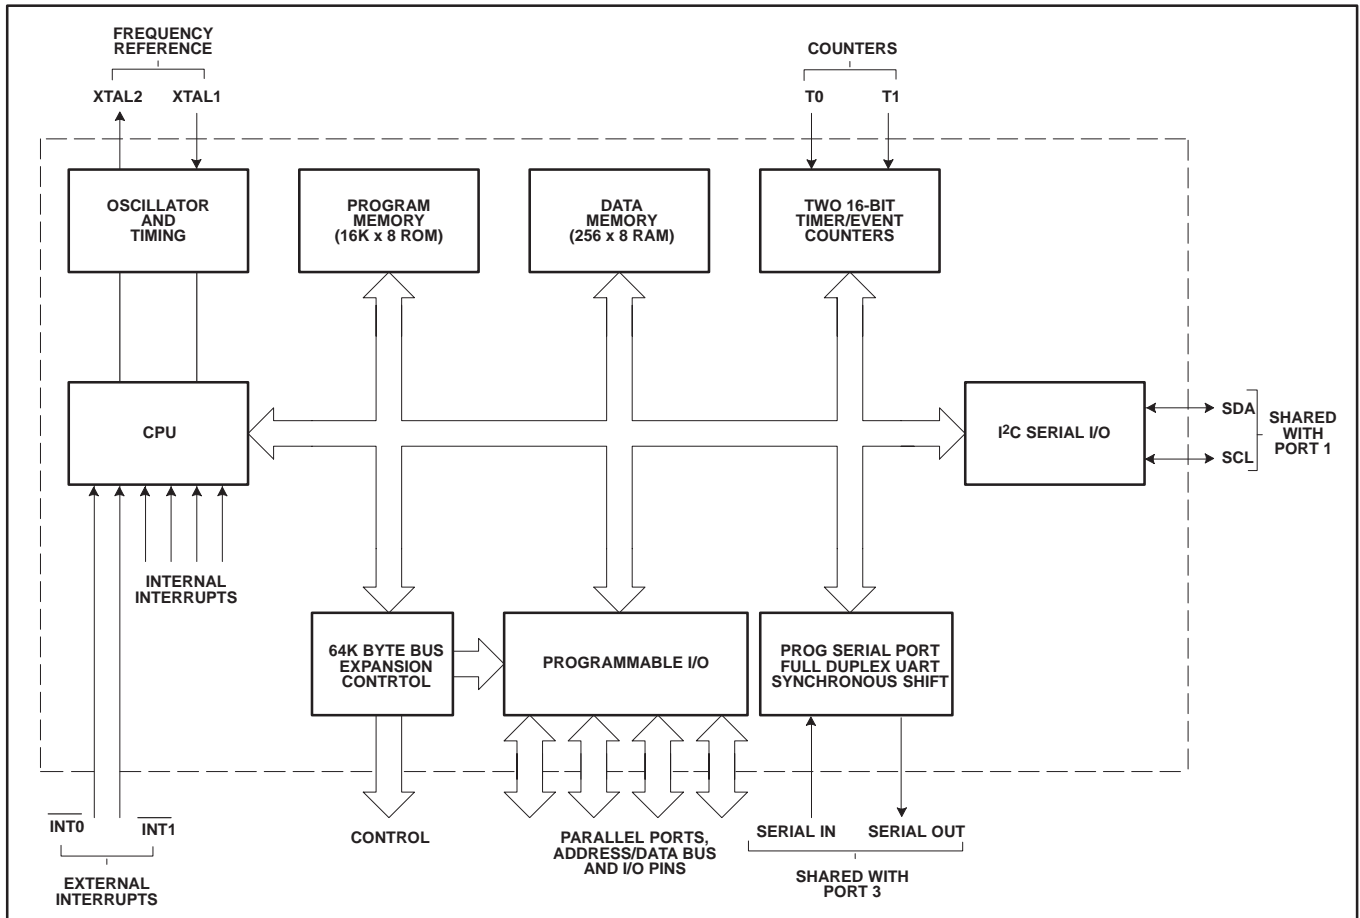 FREQUENCY
REFERENCE
COUNTERS
XTAL2 XTAL1
T0 T1
OSCILLATOR
AND
TIMING
PROGRAM
MEMORY
(16K x 8 ROM)
DATA
MEMORY
(256 x 8 RAM)
TWO 16-BIT
TIMER/EVENT
COUNTERS
CPU
I²C SERIAL I/O
SDA
SCL
SHARED
WITH
PORT 1
INTERNAL
INTERRUPTS
64K BYTE BUS
EXPANSION
CONTRTOL
PROGRAMMABLE I/O
PROG SERIAL PORT
FULL DUPLEX UART
SYNCHRONOUS SHIFT
INT0 INT1
EXTERNAL
INTERRUPTS
CONTROL
PARALLEL PORTS,
ADDRESS/DATA BUS
AND I/O PINS
SERIAL IN SERIAL OUT
SHARED WITH
PORT 3